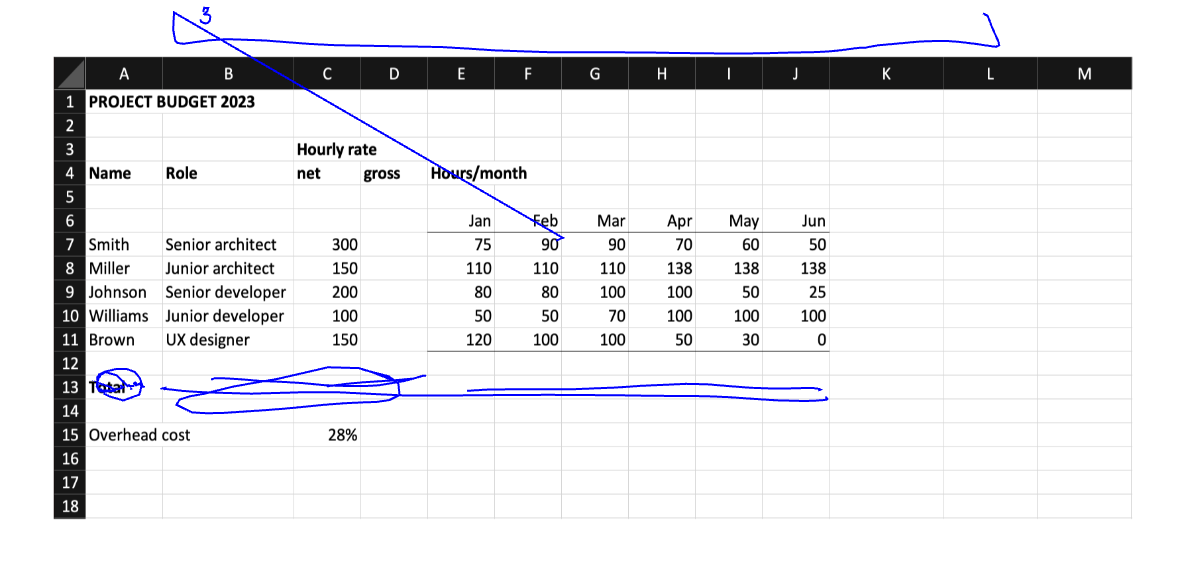 3
A B C D E F G H I J K L M
1 PROJECT BUDGET 2023
2
3 Hourly rate
4 Name Role net gross Hours/month
5
6 Jan Feb Mar Apr May Jun
7 Smith Senior architect 300 75 90 90 70 60 50
8 Miller Junior architect 150 110 110 110 138 138 138
9 Johnson Senior developer 200 80 80 100 100 50 25
10 Williams Junior developer 100 50 50 70 100 100 100
11 Brown UX designer 150 120 100 100 50 30 0
12
13 Total
14
15 Overhead cost 28%
16
17
18